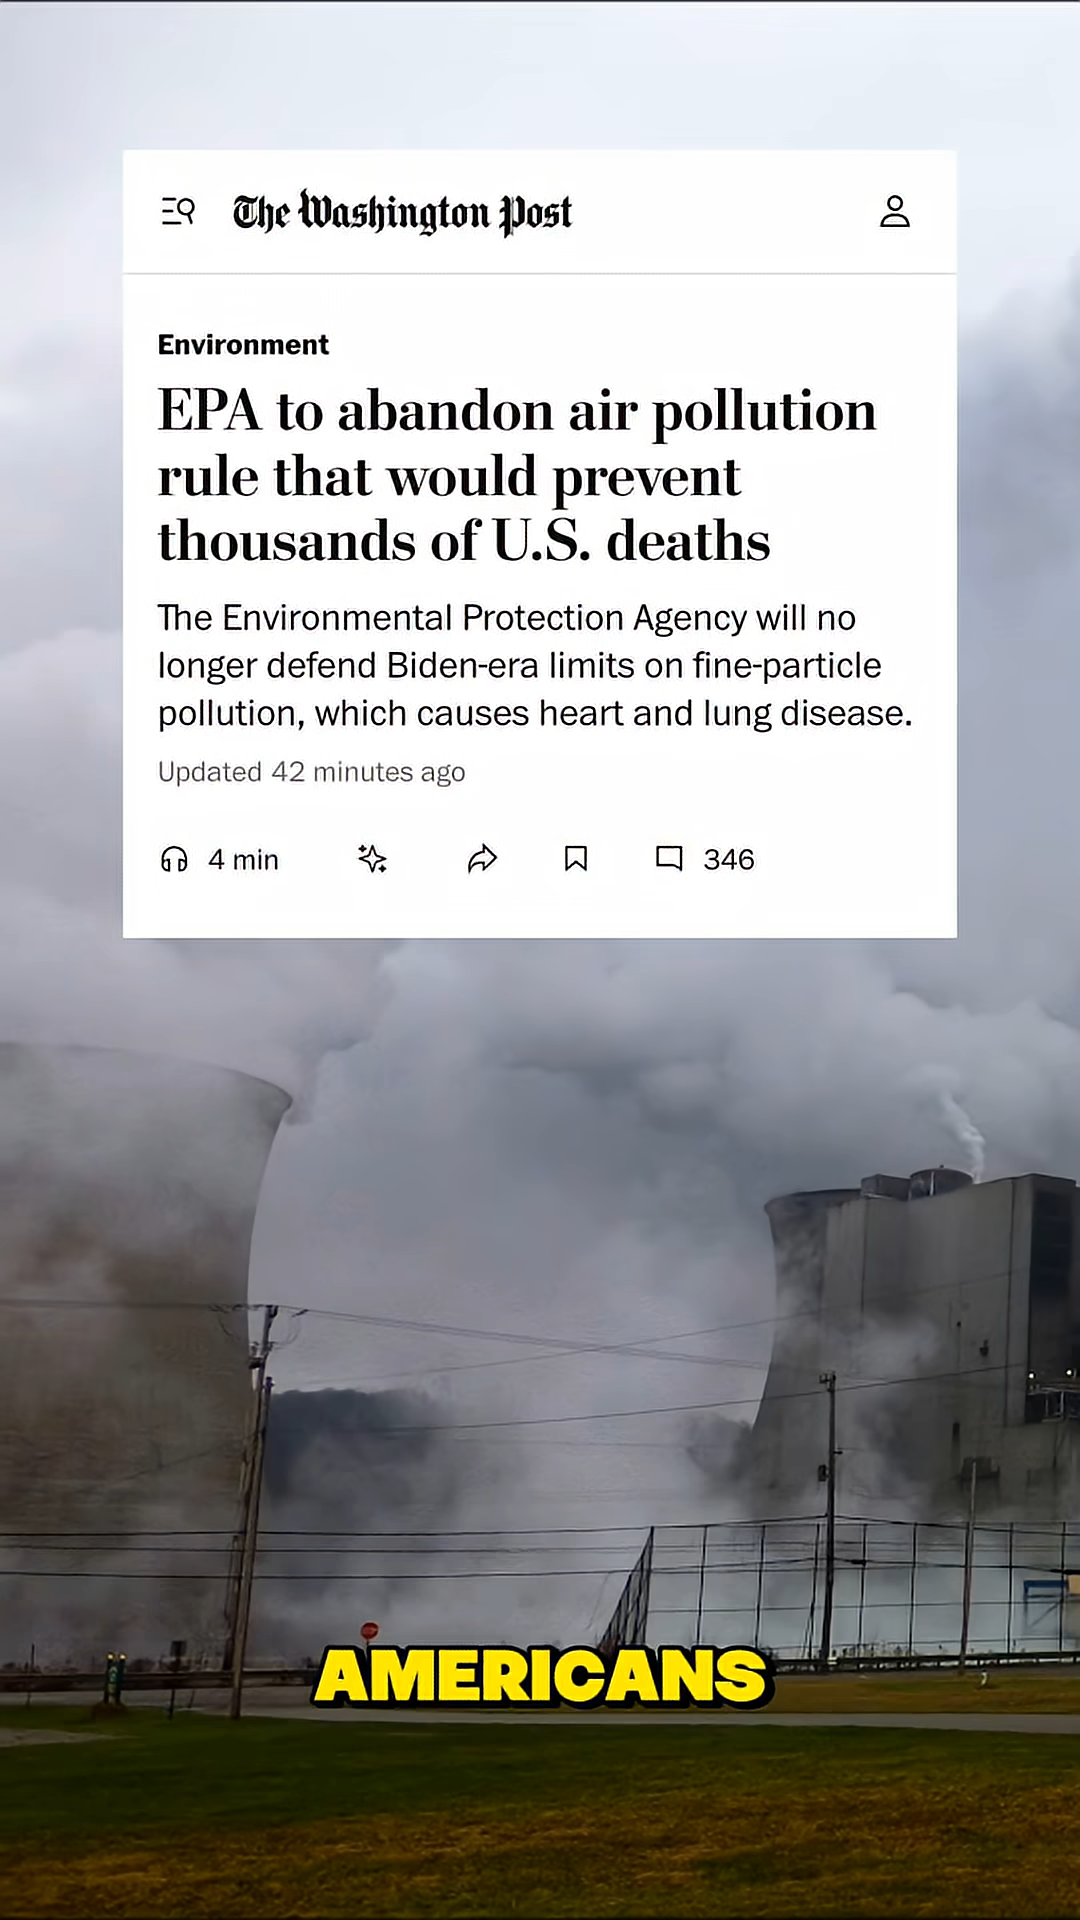 The Washington Post
Environment
EPA to abandon air pollution
rule that would prevent
thousands of U.S. deaths
The Environmental Protection Agency will no
longer defend Biden-era limits on fine-particle
pollution, which causes heart and lung disease.
Updated 42 minutes ago
4 min
346
AMERICANS